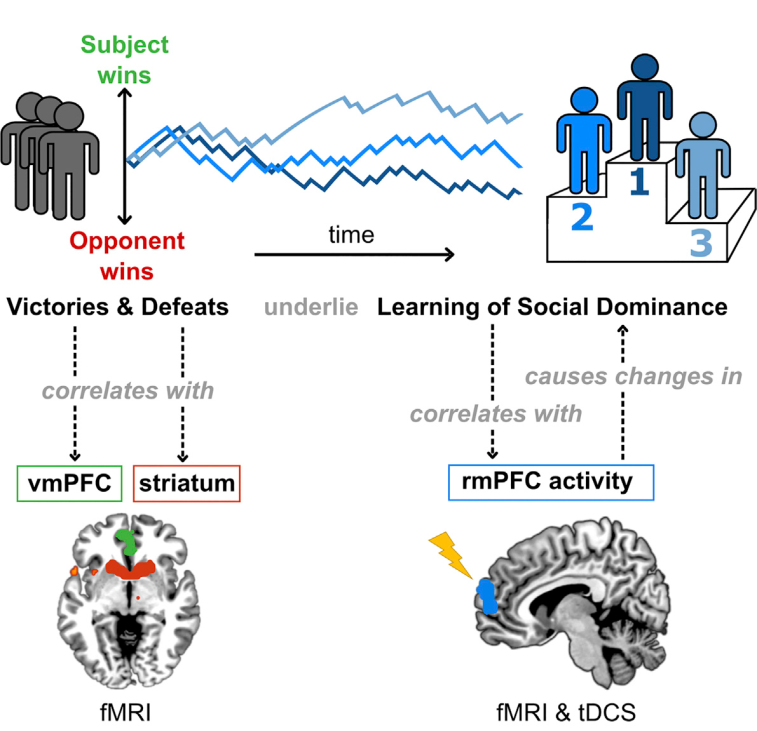 Subject
wins
Opponent
wins
time
2
1
3
Victories & Defeats underlie Learning of Social Dominance
correlates with
causes changes in
correlates with
vmPFC
striatum
rmPFC activity
fMRI
fMRI & tDCS